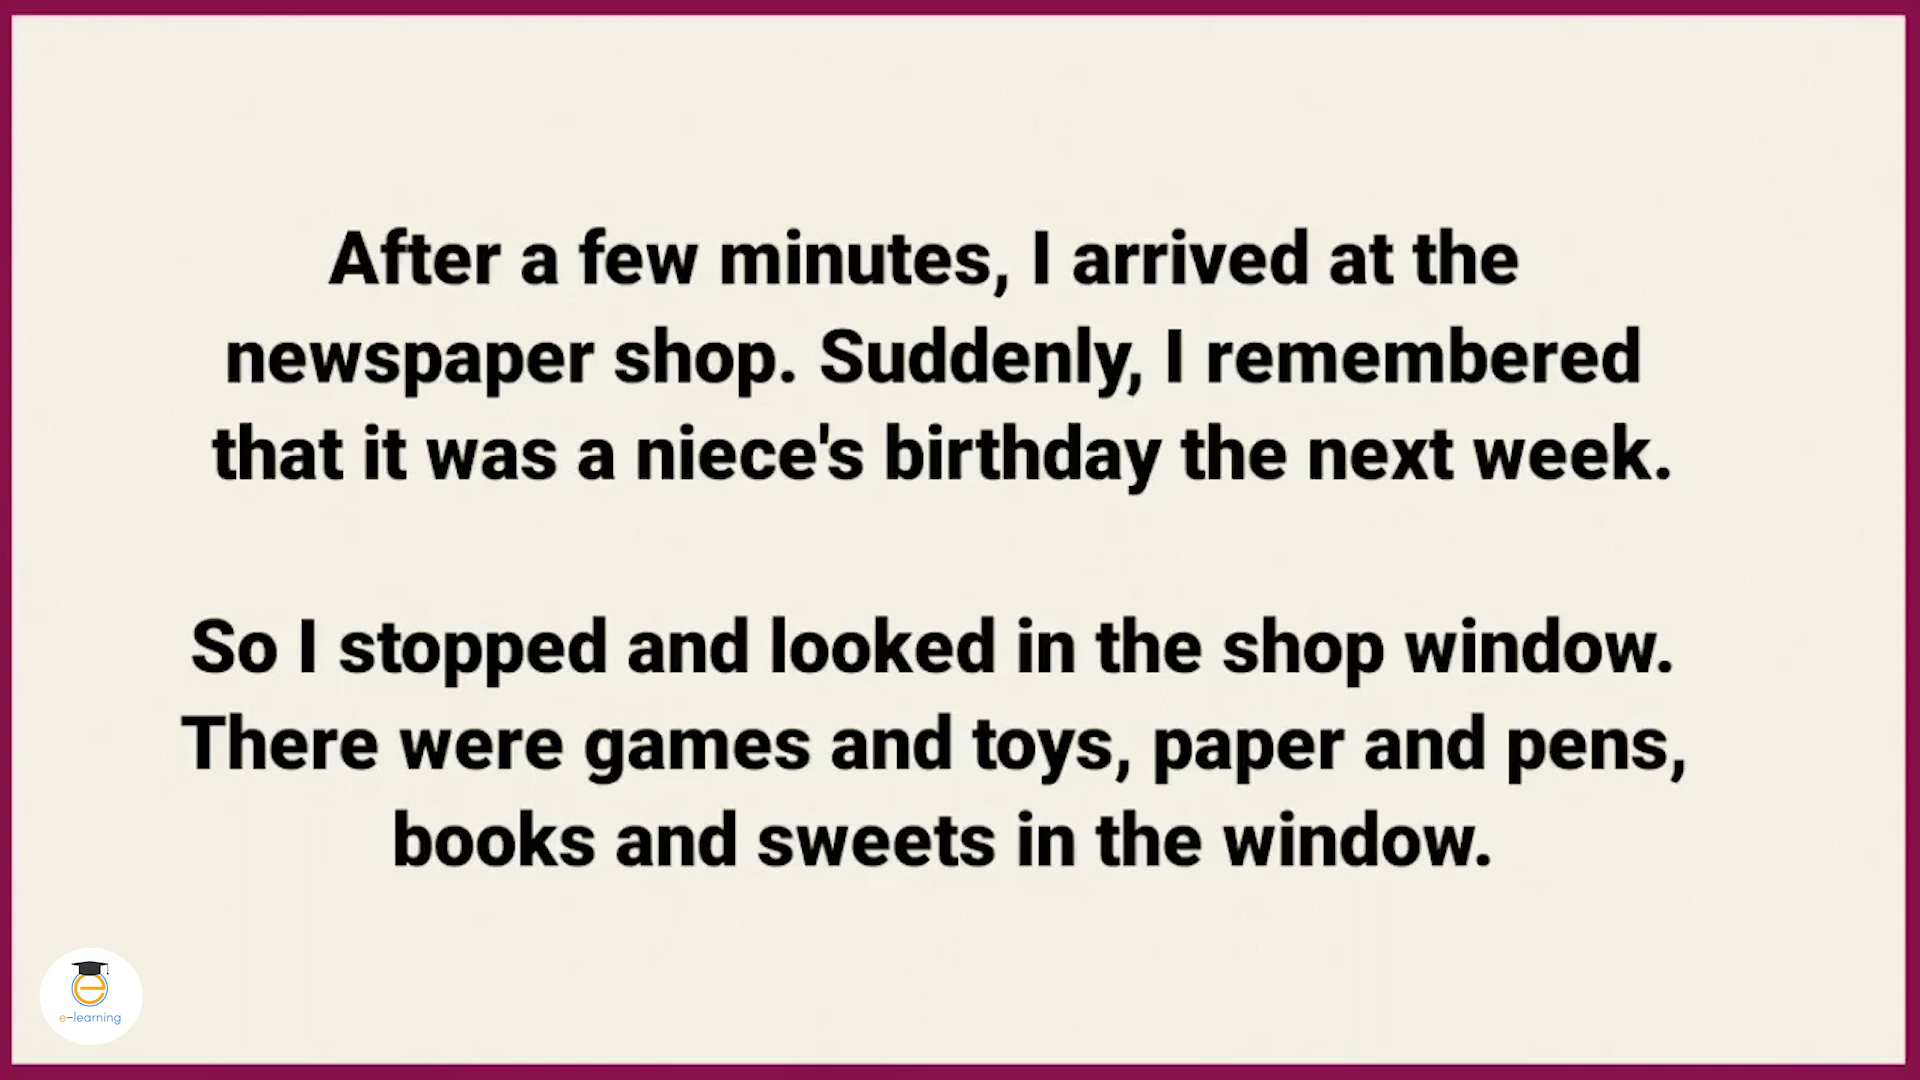 After a few minutes, I arrived at the
newspaper shop. Suddenly, I remembered
that it was a niece's birthday the next week.
So I stopped and looked in the shop window.
There were games and toys, paper and pens,
books and sweets in the window.
e-learning